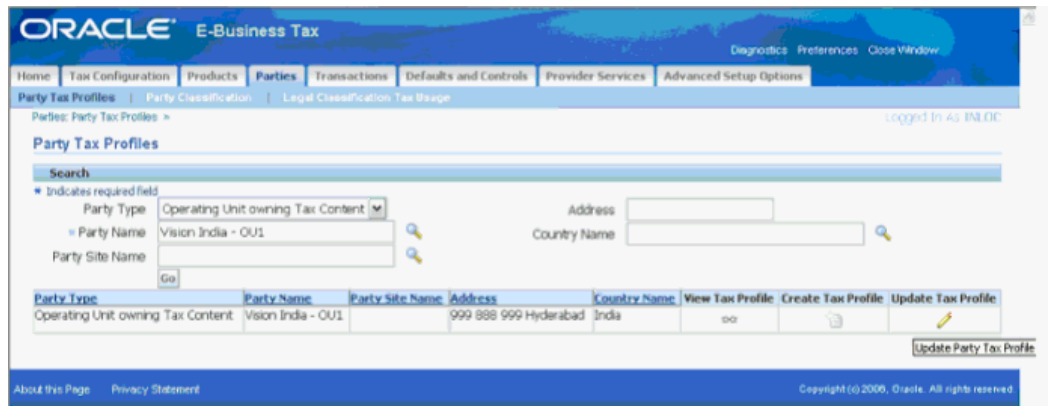 ORACLE® E-Business Tax
Diagnostics Preferences Close Window
Home Tax Configuration Products Parties Transactions Defaults and Controls Provider Services Advanced Setup Options
Party Tax Profiles | Party Classification | Legal Classification Tax Usage
Parties: Party Tax Profiles >
Logged In As INLOC
Party Tax Profiles
Search
* Indicates required field
Party Type Operating Unit owning Tax Content Address
* Party Name Vision India - OU1 Country Name
Party Site Name
Go
Party Type Party Name Party Site Name Address Country Name View Tax Profile Create Tax Profile Update Tax Profile
Operating Unit owning Tax Content Vision India - OU1 999 888 999 Hyderabad India
Update Party Tax Profile
About this Page Privacy Statement Copyright (c) 2006, Oracle. All rights reserved.